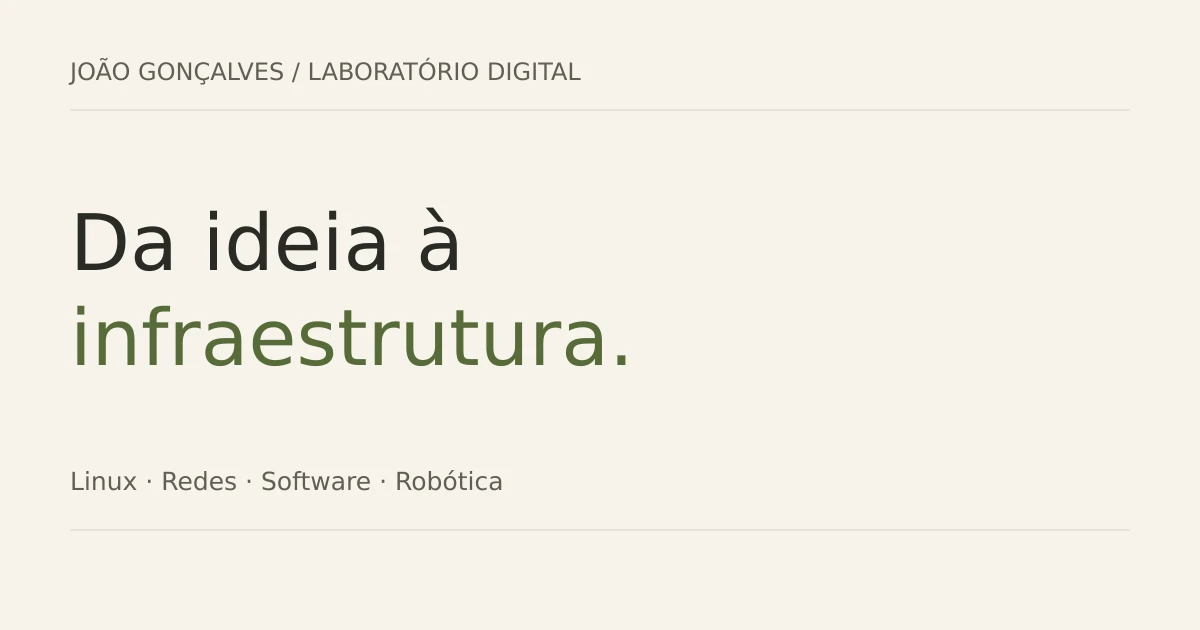 JOÃO GONÇALVES / LABORATÓRIO DIGITAL
Da ideia à
infraestrutura.
Linux · Redes · Software · Robótica